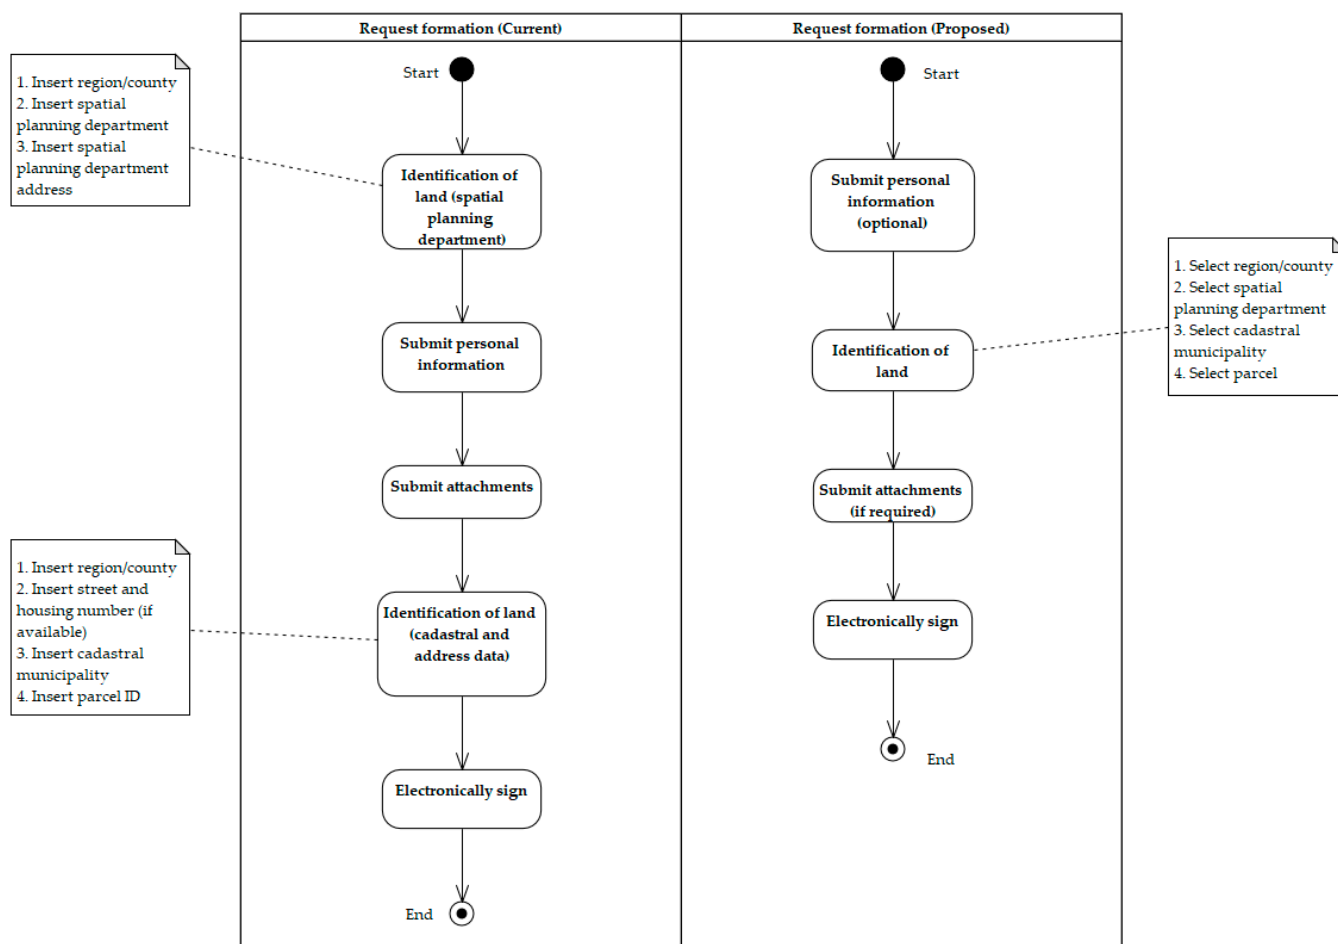 Request formation (Current)
Request formation (Proposed)
Start
Start
1. Insert region/county
2. Insert spatial
planning department
3. Insert spatial
planning department
address
Identification of
land (spatial
planning
department)
Submit personal
information
(optional)
1. Select region/county
2. Select spatial
planning department
3. Select cadastral
municipality
4. Select parcel
Submit personal
information
Identification of
land
Submit attachments
Submit attachments
(if required)
1. Insert region/county
2. Insert street and
housing number (if
available)
3. Insert cadastral
municipality
4. Insert parcel ID
Identification of land
(cadastral and
address data)
Electronically sign
End
Electronically sign
End